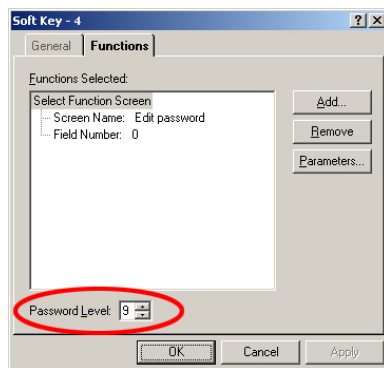 Soft Key - 4
General Functions
Functions Selected:
Select Function Screen
Screen Name: Edit password
Field Number: 0
Add...
Remove
Parameters...
Password Level: 9
OK Cancel Apply